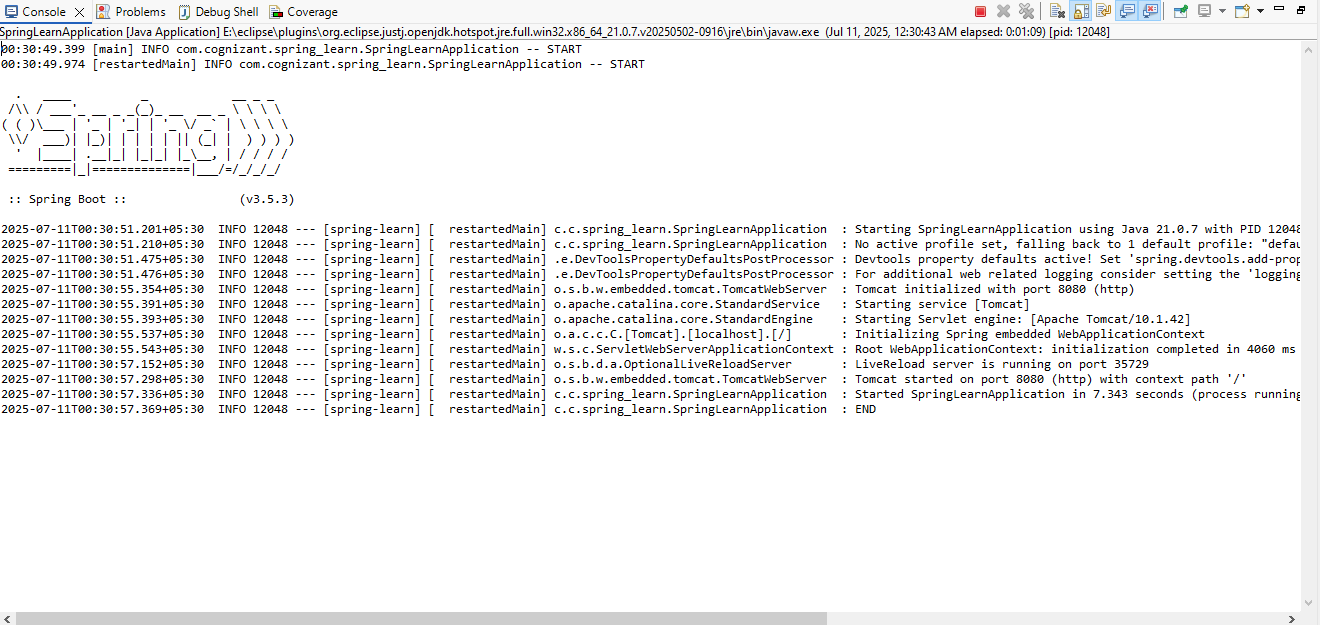 Console Problems Debug Shell Coverage
SpringLearnApplication [Java Application] E:\eclipse\plugins\org.eclipse.justj.openjdk.hotspot.jre.full.win32.x86_64_21.0.7.v20250502-0916\jre\bin\javaw.exe (Jul 11, 2025, 12:30:43 AM elapsed: 0:01:09) [pid: 12048]
00:30:49.399 [main] INFO com.cognizant.spring_learn.SpringLearnApplication -- START
00:30:49.974 [restartedMain] INFO com.cognizant.spring_learn.SpringLearnApplication -- START
Spring
:: Spring Boot :: (v3.5.3)
2025-07-11T00:30:51.201+05:30  INFO 12048 --- [spring-learn] [  restartedMain] c.c.spring_learn.SpringLearnApplication  : Starting SpringLearnApplication using Java 21.0.7 with PID 12048
2025-07-11T00:30:51.210+05:30  INFO 12048 --- [spring-learn] [  restartedMain] c.c.spring_learn.SpringLearnApplication  : No active profile set, falling back to 1 default profile: "defau
2025-07-11T00:30:51.475+05:30  INFO 12048 --- [spring-learn] [  restartedMain] .e.DevToolsPropertyDefaultsPostProcessor : Devtools property defaults active! Set 'spring.devtools.add-prop
2025-07-11T00:30:51.476+05:30  INFO 12048 --- [spring-learn] [  restartedMain] .e.DevToolsPropertyDefaultsPostProcessor : For additional web related logging consider setting the 'logging
2025-07-11T00:30:55.354+05:30  INFO 12048 --- [spring-learn] [  restartedMain] o.s.b.w.embedded.tomcat.TomcatWebServer  : Tomcat initialized with port 8080 (http)
2025-07-11T00:30:55.391+05:30  INFO 12048 --- [spring-learn] [  restartedMain] o.apache.catalina.core.StandardService   : Starting service [Tomcat]
2025-07-11T00:30:55.393+05:30  INFO 12048 --- [spring-learn] [  restartedMain] o.apache.catalina.core.StandardEngine    : Starting Servlet engine: [Apache Tomcat/10.1.42]
2025-07-11T00:30:55.537+05:30  INFO 12048 --- [spring-learn] [  restartedMain] o.a.c.c.C.[Tomcat].[localhost].[/]       : Initializing Spring embedded WebApplicationContext
2025-07-11T00:30:55.543+05:30  INFO 12048 --- [spring-learn] [  restartedMain] w.s.c.ServletWebServerApplicationContext : Root WebApplicationContext: initialization completed in 4060 ms
2025-07-11T00:30:57.152+05:30  INFO 12048 --- [spring-learn] [  restartedMain] o.s.b.d.a.OptionalLiveReloadServer       : LiveReload server is running on port 35729
2025-07-11T00:30:57.298+05:30  INFO 12048 --- [spring-learn] [  restartedMain] o.s.b.w.embedded.tomcat.TomcatWebServer  : Tomcat started on port 8080 (http) with context path '/'
2025-07-11T00:30:57.336+05:30  INFO 12048 --- [spring-learn] [  restartedMain] c.c.spring_learn.SpringLearnApplication  : Started SpringLearnApplication in 7.343 seconds (process running
2025-07-11T00:30:57.369+05:30  INFO 12048 --- [spring-learn] [  restartedMain] c.c.spring_learn.SpringLearnApplication  : END